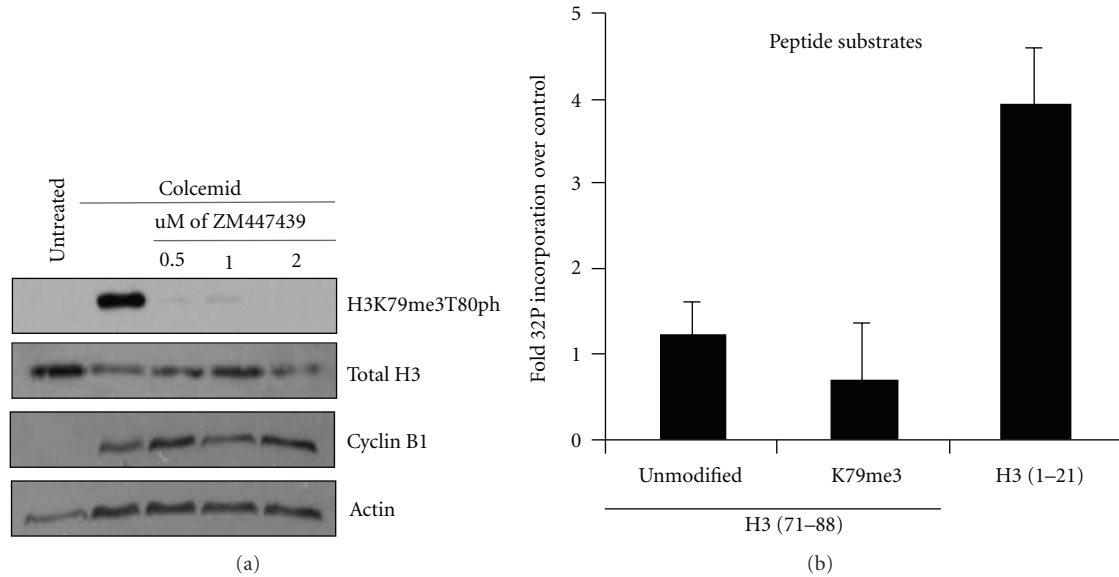 Untreated
Colcemid
uM of ZM447439
0.5 1 2
H3K79me3T80ph
Total H3
Cyclin B1
Actin
(a)
Fold 32P incorporation over control
5
4
3
2
1
0
Peptide substrates
Unmodified K79me3 H3 (1–21)
H3 (71–88)
(b)